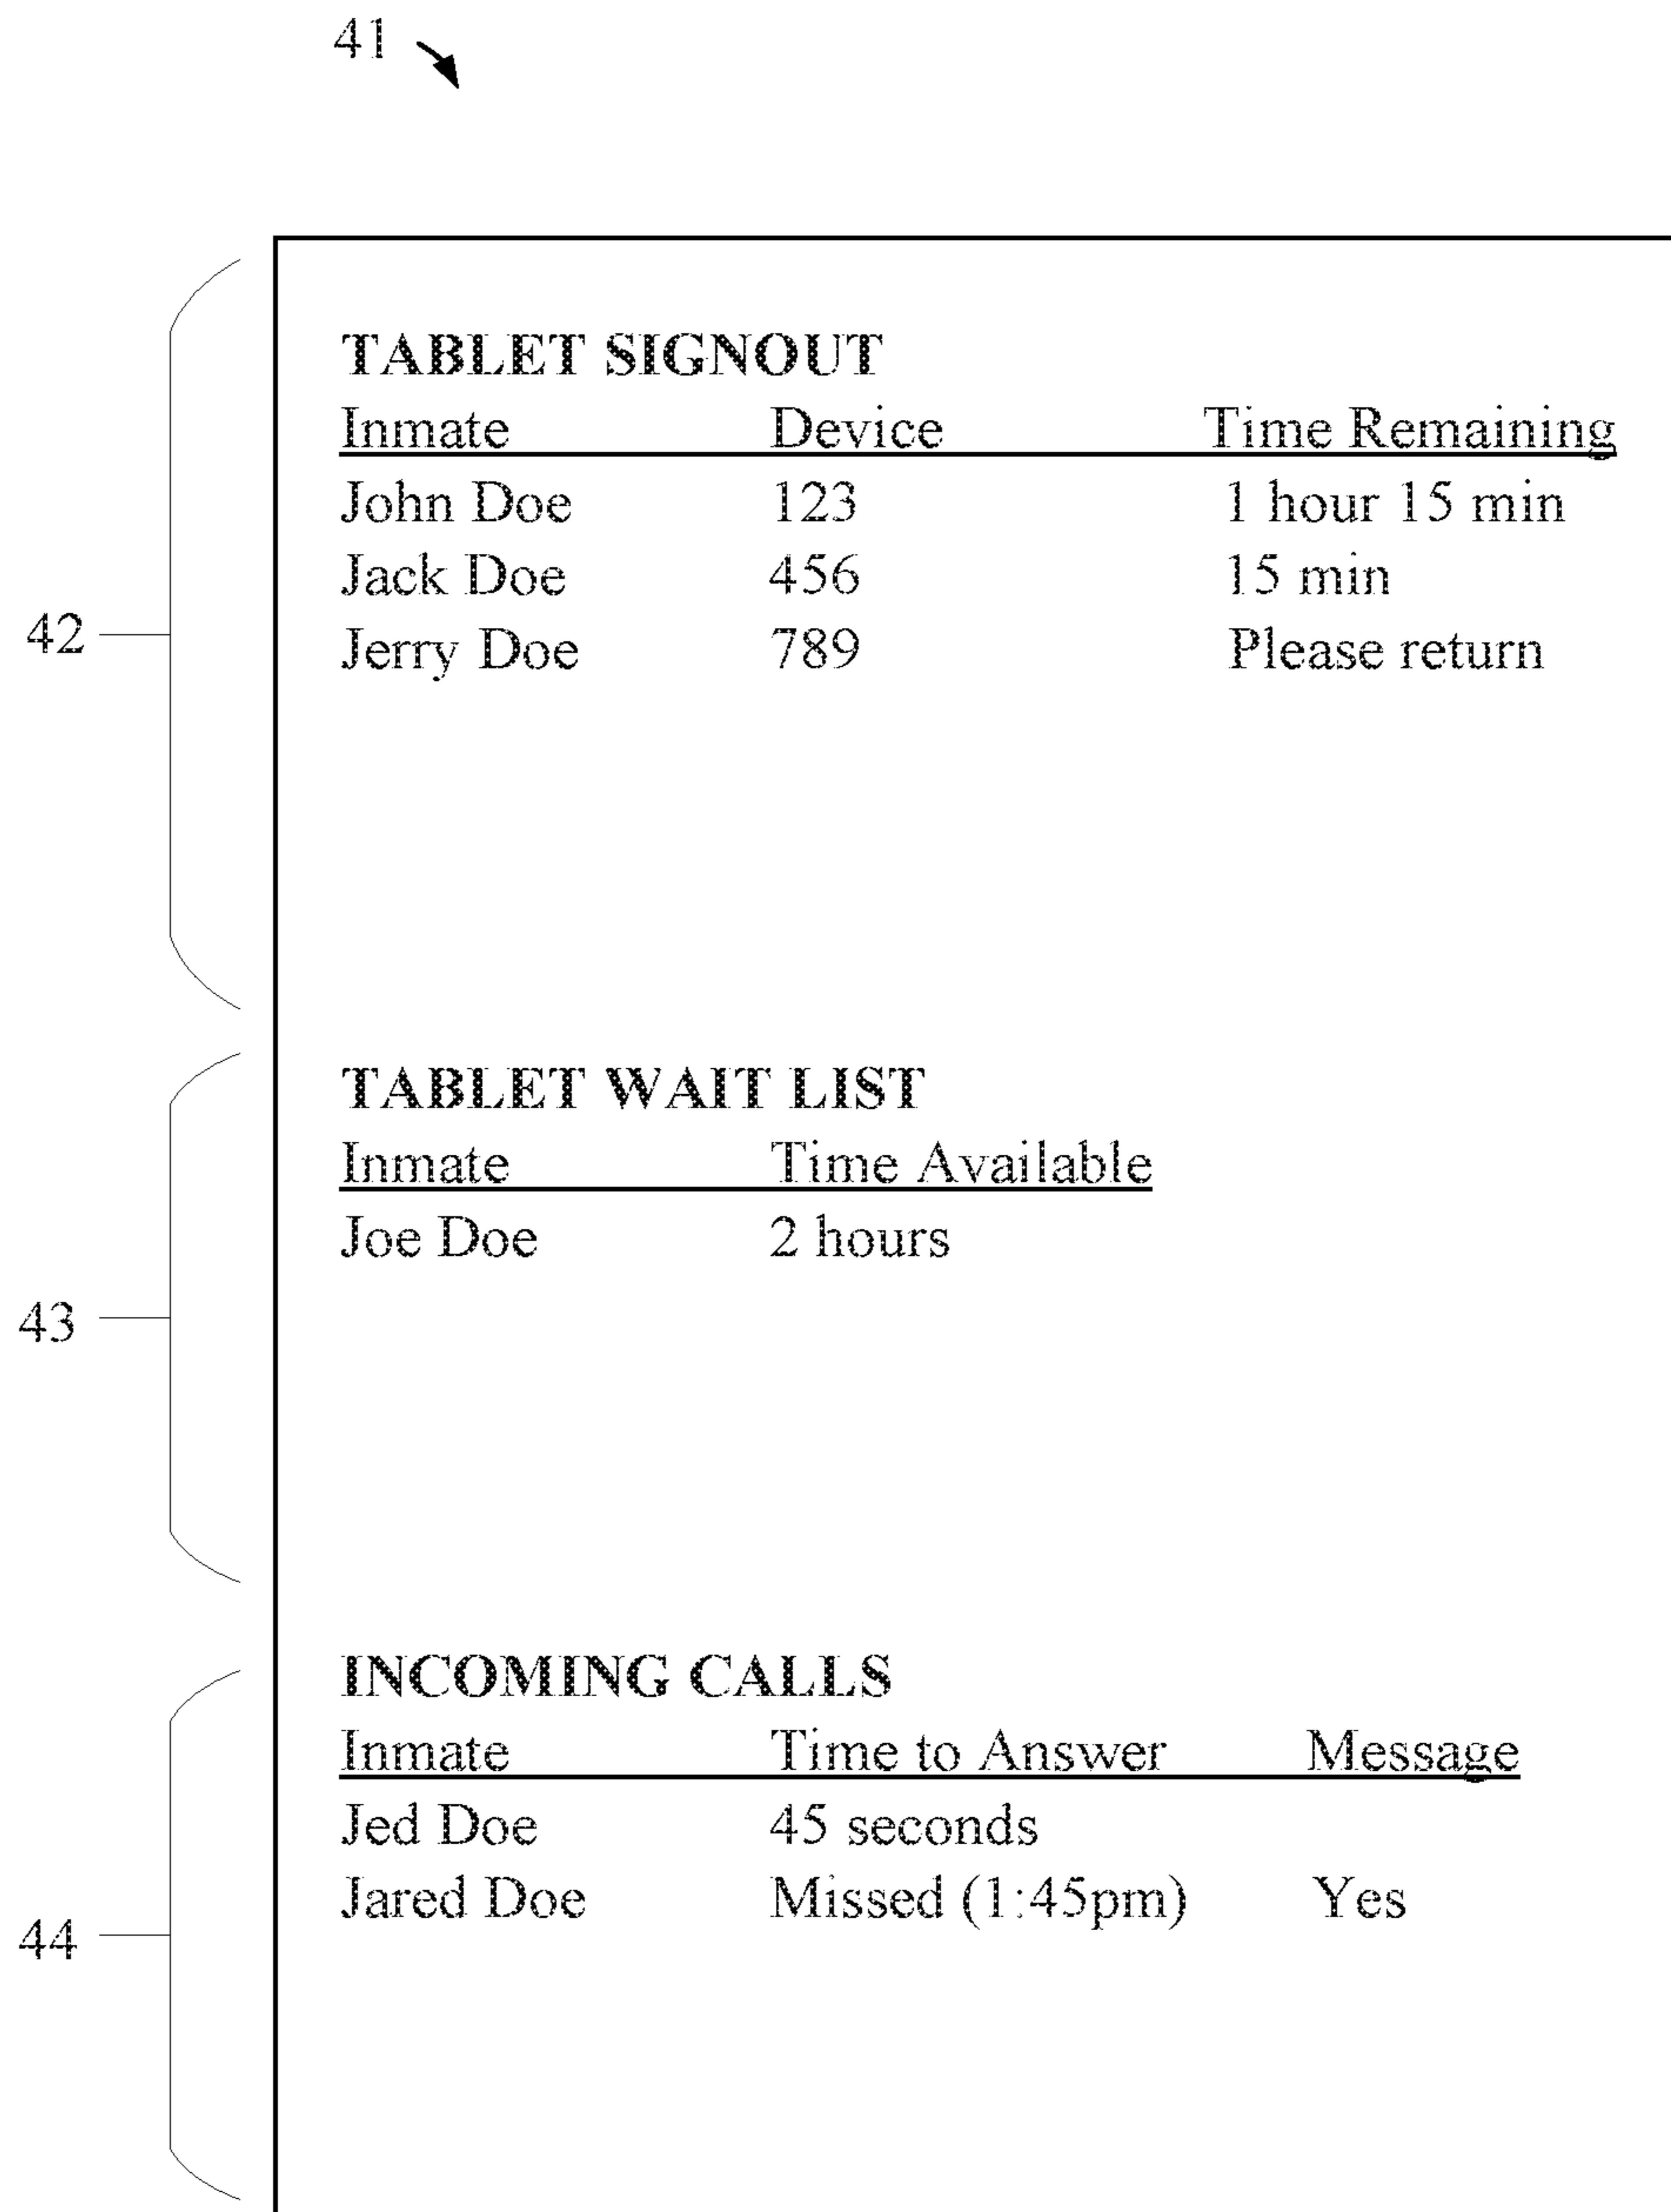 41
TABLET SIGNOUT
Inmate Device Time Remaining
John Doe 123 1 hour 15 min
Jack Doe 456 15 min
42
Jerry Doe 789 Please return
TABLET WAIT LIST
Inmate Time Available
Joe Doe 2 hours
43
INCOMING CALLS
Inmate Time to Answer Message
Jed Doe 45 seconds
Jared Doe Missed (1:45pm) Yes
44